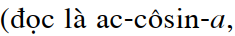 (đọc là ac-côsin-a,